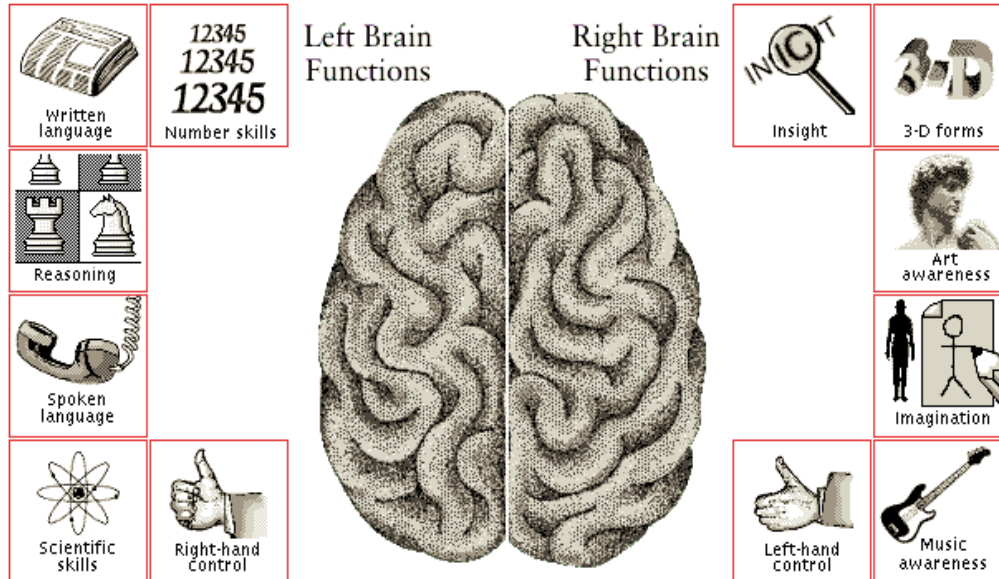 12345
12345
12345
Left Brain
Functions
Right Brain
Functions
INSIGHT
3-D
Written
language
Number skills
Insight
3-D forms
Reasoning
Art
awareness
Spoken
language
Imagination
Scientific
skills
Right-hand
control
Left-hand
control
Music
awareness